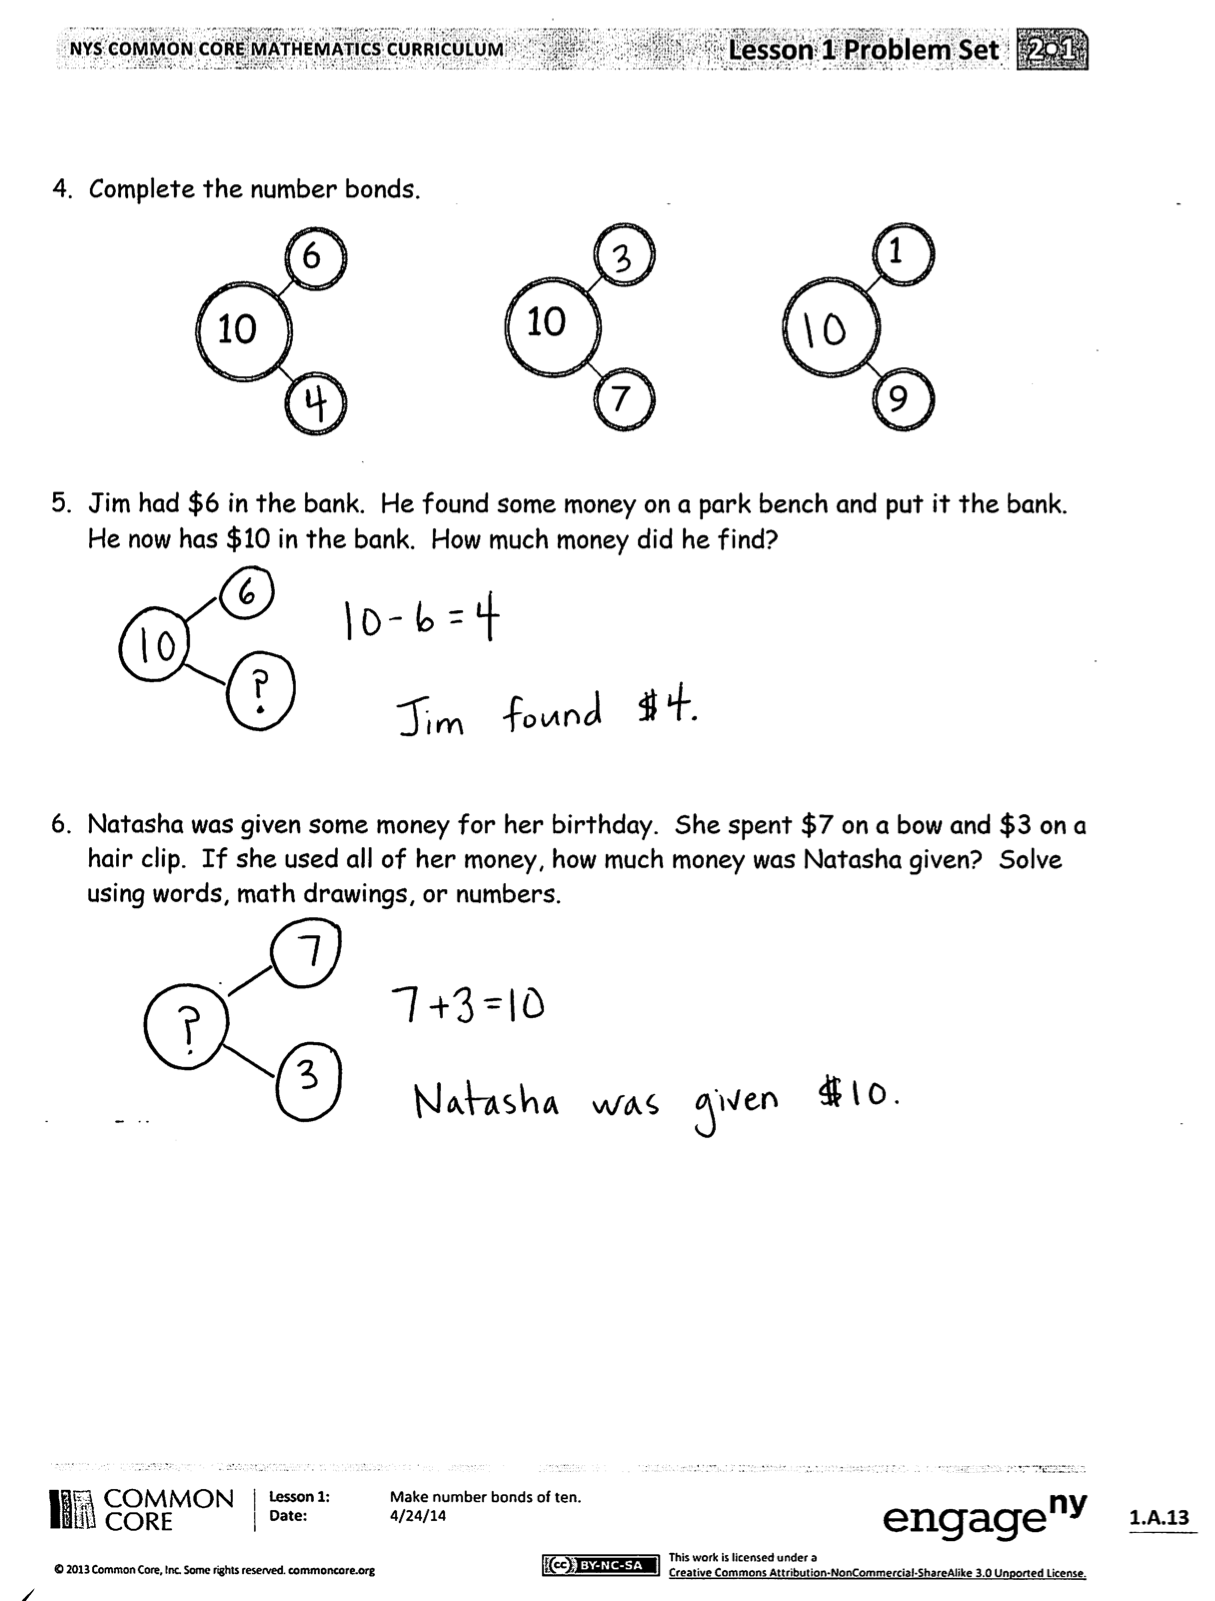 NYS COMMON CORE MATHEMATICS CURRICULUM Lesson 1 Problem Set 2•1
4. Complete the number bonds.
6 3 1
10 10 10
4 7 9
5. Jim had $6 in the bank. He found some money on a park bench and put it the bank.
He now has $10 in the bank. How much money did he find?
6
10 10-6=4
?
Jim found $4.
6. Natasha was given some money for her birthday. She spent $7 on a bow and $3 on a
hair clip. If she used all of her money, how much money was Natasha given? Solve
using words, math drawings, or numbers.
7
? 7+3=10
3
Natasha was given $10.
COMMON CORE
Lesson 1: Make number bonds of ten.
Date: 4/24/14
engage ny
1.A.13
© 2013 Common Core, Inc. Some rights reserved. commoncore.org
cc BY-NC-SA
This work is licensed under a
Creative Commons Attribution-NonCommercial-ShareAlike 3.0 Unported License.